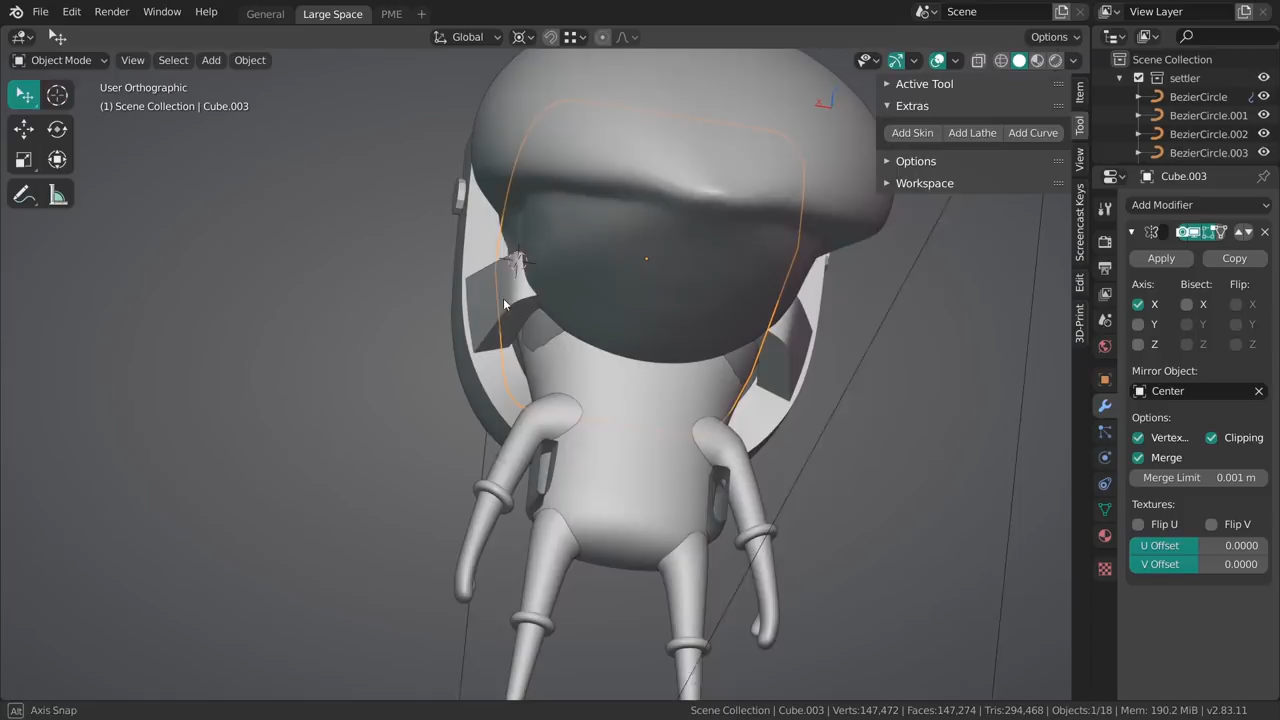 File Edit Render Window Help General Large Space PME + Scene View Layer
Global Options
Object Mode View Select Add Object
User Orthographic
(1) Scene Collection | Cube.003
Active Tool
Extras
Add Skin Add Lathe Add Curve
Options
Workspace
Item
Tool
View
Screencast Keys
Edit
3D-Print
Scene Collection
settler
BezierCircle
BezierCircle.001
BezierCircle.002
BezierCircle.003
Cube.003
Add Modifier
Apply Copy
Axis: Bisect: Flip:
X X X
Y Y Y
Z Z Z
Mirror Object:
Center
Options:
Vertex... Clipping
Merge
Merge Limit 0.001 m
Textures:
Flip U Flip V
U Offset 0.0000
V Offset 0.0000
Alt Axis Snap
Scene Collection | Cube.003 | Verts:147,472 | Faces:147,274 | Tris:294,468 | Objects:1/18 | Mem: 190.2 MiB | v2.83.11